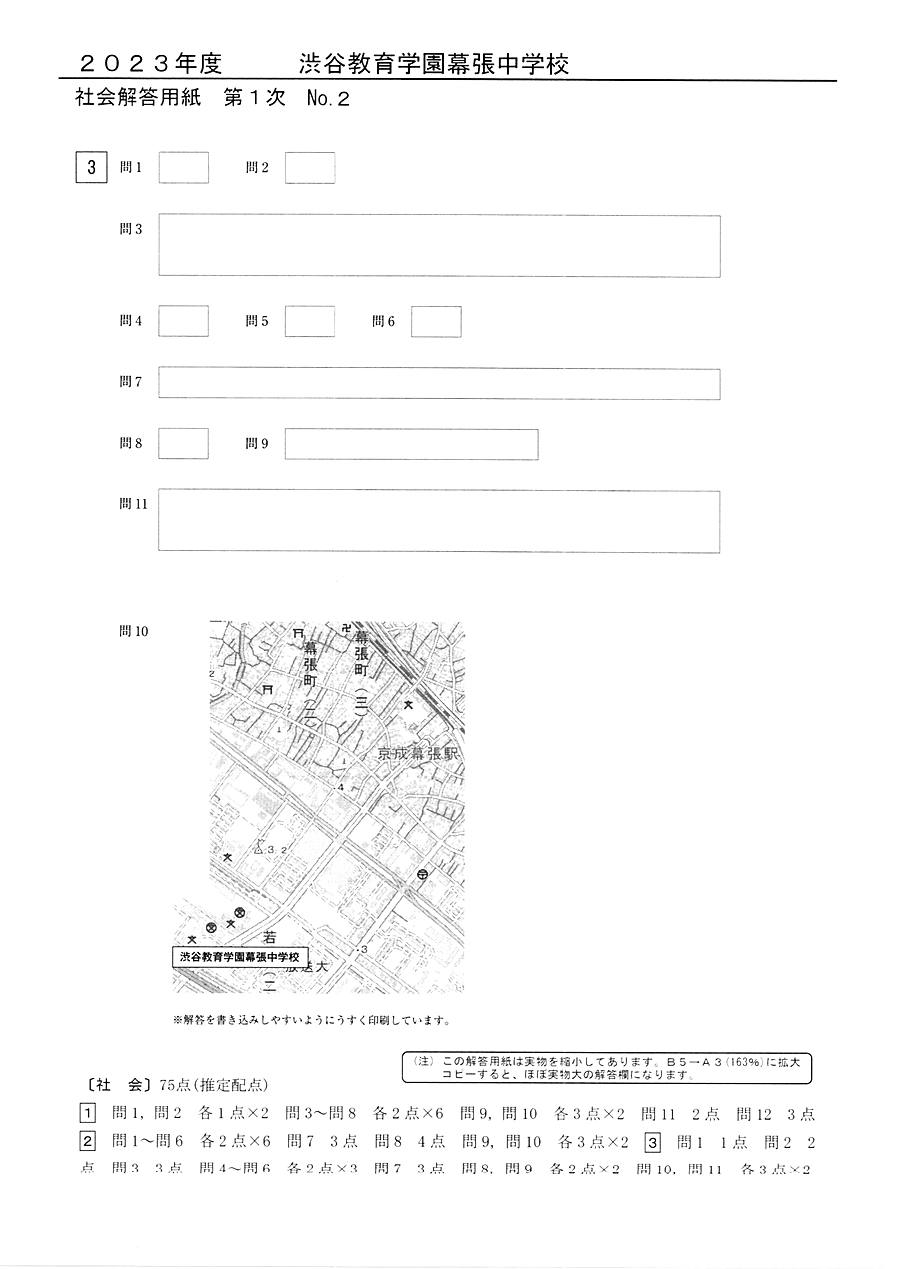 ２０２３年度　渋谷教育学園幕張中学校
社会解答用紙　第１次　No.２
3　問1　問2
問3
問4　問5　問6
問7
問8　問9
問11
問10
幕張町(二)
幕張町(三)
2
京成幕張駅
1
1
4
3 2
3
若
(二
放送大
渋谷教育学園幕張中学校
※解答を書き込みしやすいようにうすく印刷しています。
(注) この解答用紙は実物を縮小してあります。Ｂ５→Ａ３(163%)に拡大
コピーすると、ほぼ実物大の解答欄になります。
〔社　会〕75点(推定配点)
1　問1, 問2　各1点×2　問3〜問8　各2点×6　問9, 問10　各3点×2　問11　2点　問12　3点
2　問1〜問6　各2点×6　問7　3点　問8　4点　問9, 問10　各3点×2　3　問1　1点　問2　2
点　問3　3点　問4〜問6　各2点×3　問7　3点　問8, 問9　各2点×2　問10, 問11　各3点×2